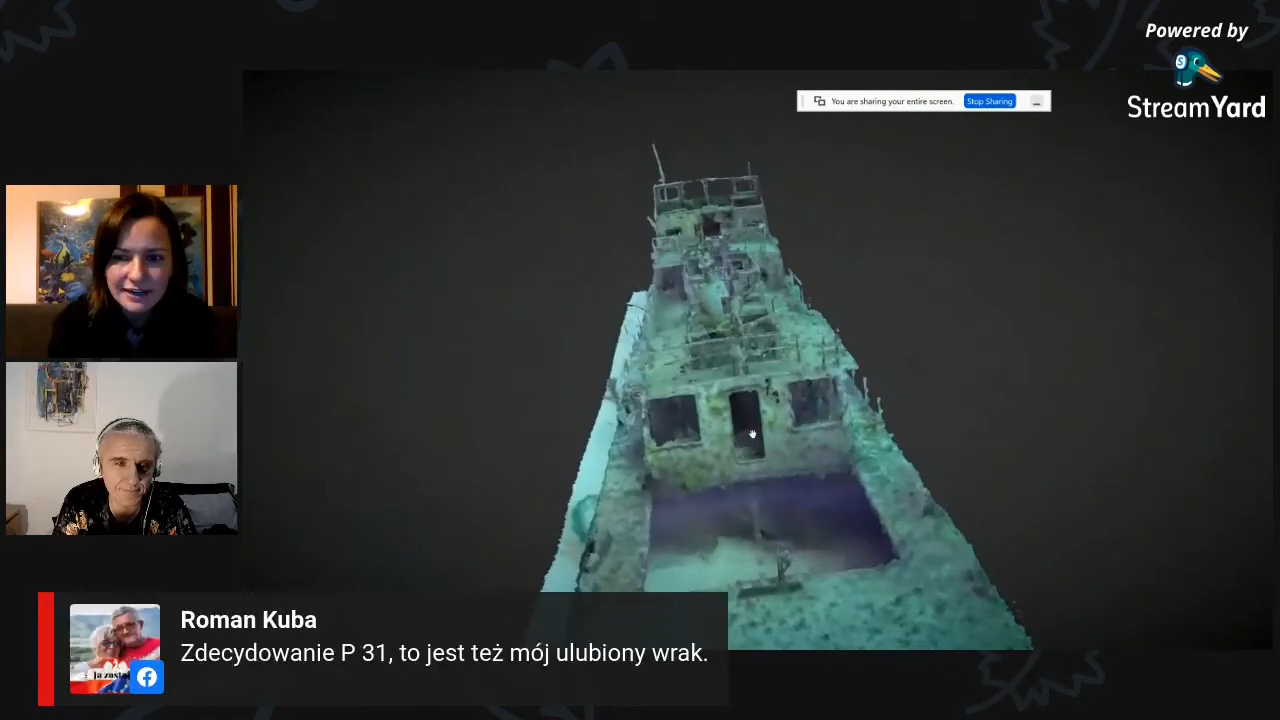 Powered by
StreamYard
You are sharing your entire screen.
Stop Sharing
Roman Kuba
Zdecydowanie P 31, to jest też mój ulubiony wrak.